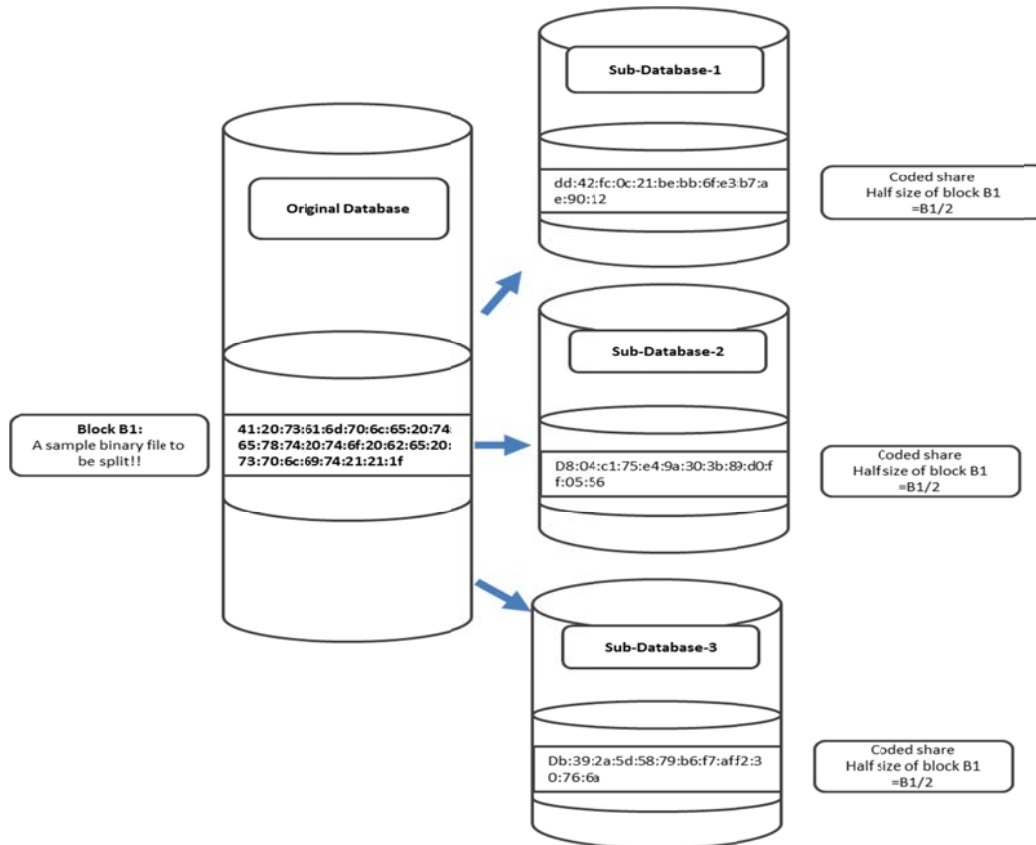 Original Database
Block B1:
A sample binary file to
be split!!
41:20:73:61:6d:70:6c:65:20:74:
65:78:74:20:74:6f:20:62:65:20:
73:70:6c:69:74:21:21:1f
Sub-Database-1
dd:42:fc:0c:21:be:bb:6f:e3:b7:a
e:90:12
Coded share
Half size of block B1
=B1/2
Sub-Database-2
D8:04:c1:75:e4:9a:30:3b:89:d0:f
f:05:56
Coded share
Half size of block B1
=B1/2
Sub-Database-3
Db:39:2a:5d:58:79:b6:f7:aff2:3
0:76:6a
Coded share
Half size of block B1
=B1/2